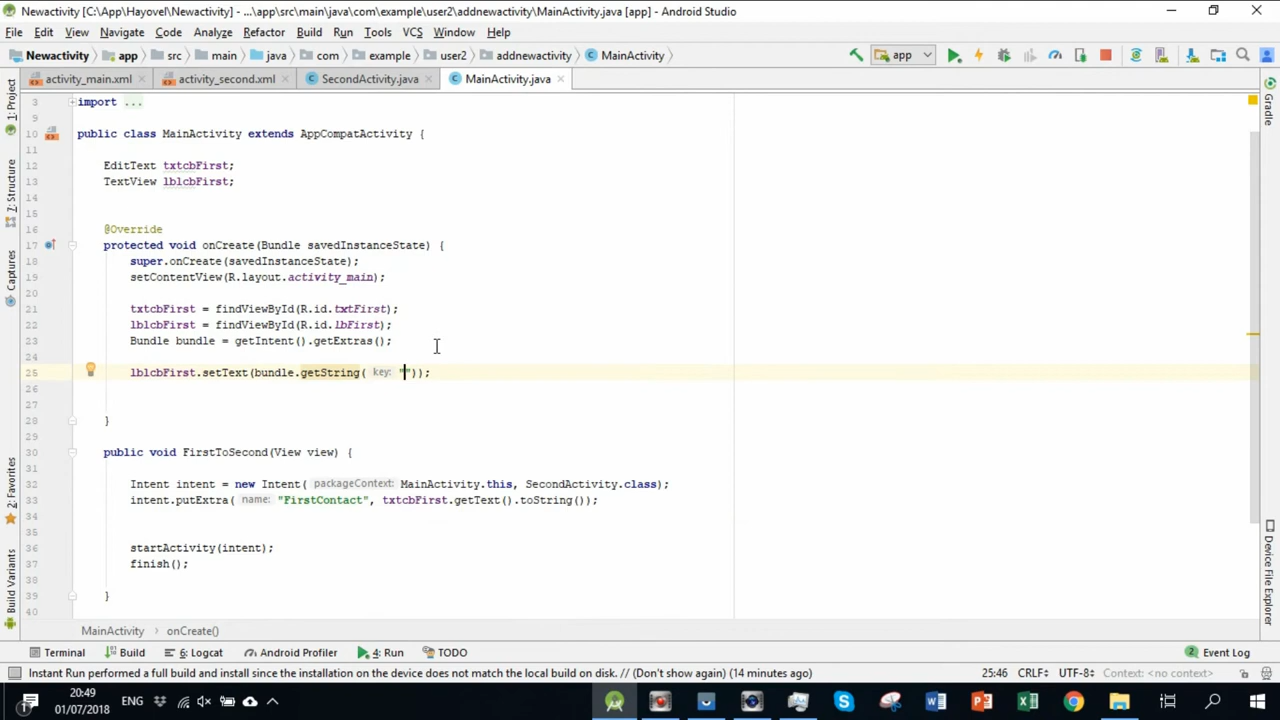 Newactivity [C:\App\Hayovel\Newactivity] - ...\app\src\main\java\com\example\user2\addnewactivity\MainActivity.java [app] - Android Studio
File Edit View Navigate Code Analyze Refactor Build Run Tools VCS Window Help
Newactivity app src main java com example user2 addnewactivity MainActivity app
activity_main.xml activity_second.xml SecondActivity.java MainActivity.java
1: Project
Z: Structure
Captures
2: Favorites
Build Variants
Gradle
Device File Explorer
3 import ...
9
10 public class MainActivity extends AppCompatActivity {
11
12 EditText txtcbFirst;
13 TextView lblcbFirst;
14
15
16 @Override
17 protected void onCreate(Bundle savedInstanceState) {
18 super.onCreate(savedInstanceState);
19 setContentView(R.layout.activity_main);
20
21 txtcbFirst = findViewById(R.id.txtFirst);
22 lblcbFirst = findViewById(R.id.lbFirst);
23 Bundle bundle = getIntent().getExtras();
24
25 lblcbFirst.setText(bundle.getString( key: ""));
26
27
28 }
29
30 public void FirstToSecond(View view) {
31
32 Intent intent = new Intent( packageContext: MainActivity.this, SecondActivity.class);
33 intent.putExtra( name: "FirstContact", txtcbFirst.getText().toString());
34
35
36 startActivity(intent);
37 finish();
38
39 }
40
MainActivity onCreate()
Terminal Build 6: Logcat Android Profiler 4: Run TODO 2 Event Log
Instant Run performed a full build and install since the installation on the device does not match the local build on disk. // (Don't show again) (14 minutes ago) 25:46 CRLF UTF-8 Context: <no context>
20:49
01/07/2018
ENG